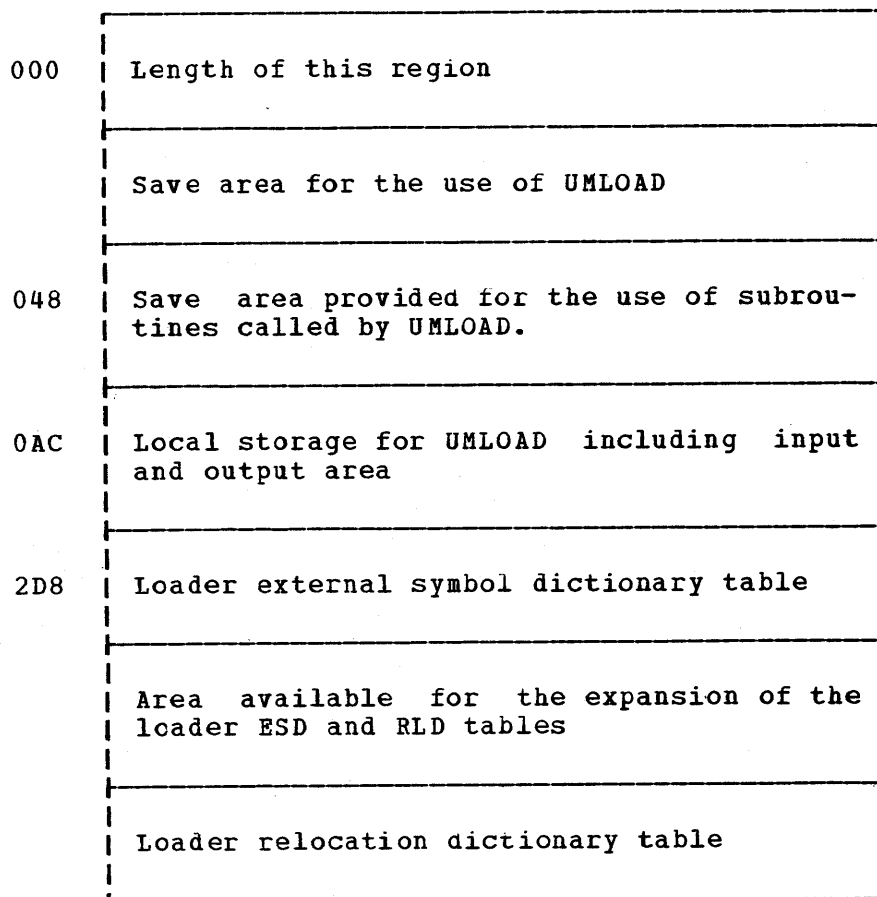 000 Length of this region
Save area for the use of UMLOAD
048 Save area provided for the use of subrou-
tines called by UMLOAD.
0AC Local storage for UMLOAD including input
and output area
2D8 Loader external symbol dictionary table
Area available for the expansion of the
loader ESD and RLD tables
Loader relocation dictionary table